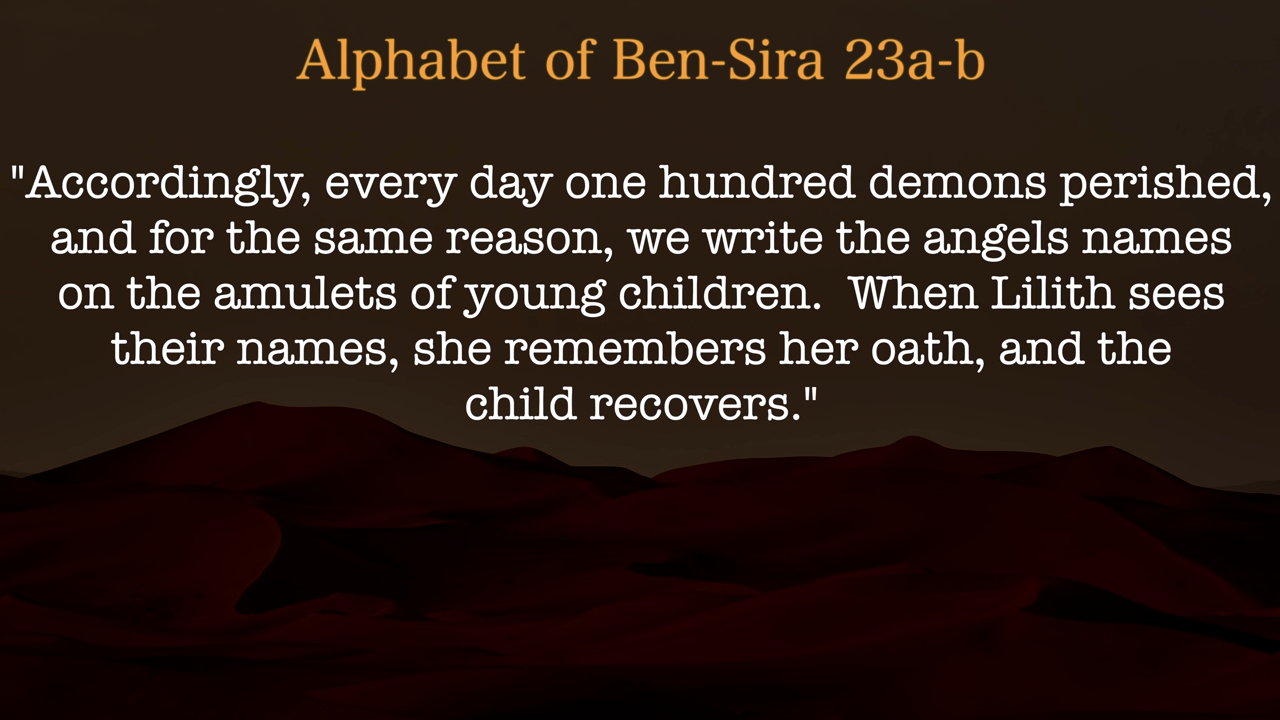 Alphabet of Ben-Sira 23a-b
"Accordingly, every day one hundred demons perished,
and for the same reason, we write the angels names
on the amulets of young children.  When Lilith sees
their names, she remembers her oath, and the
child recovers."